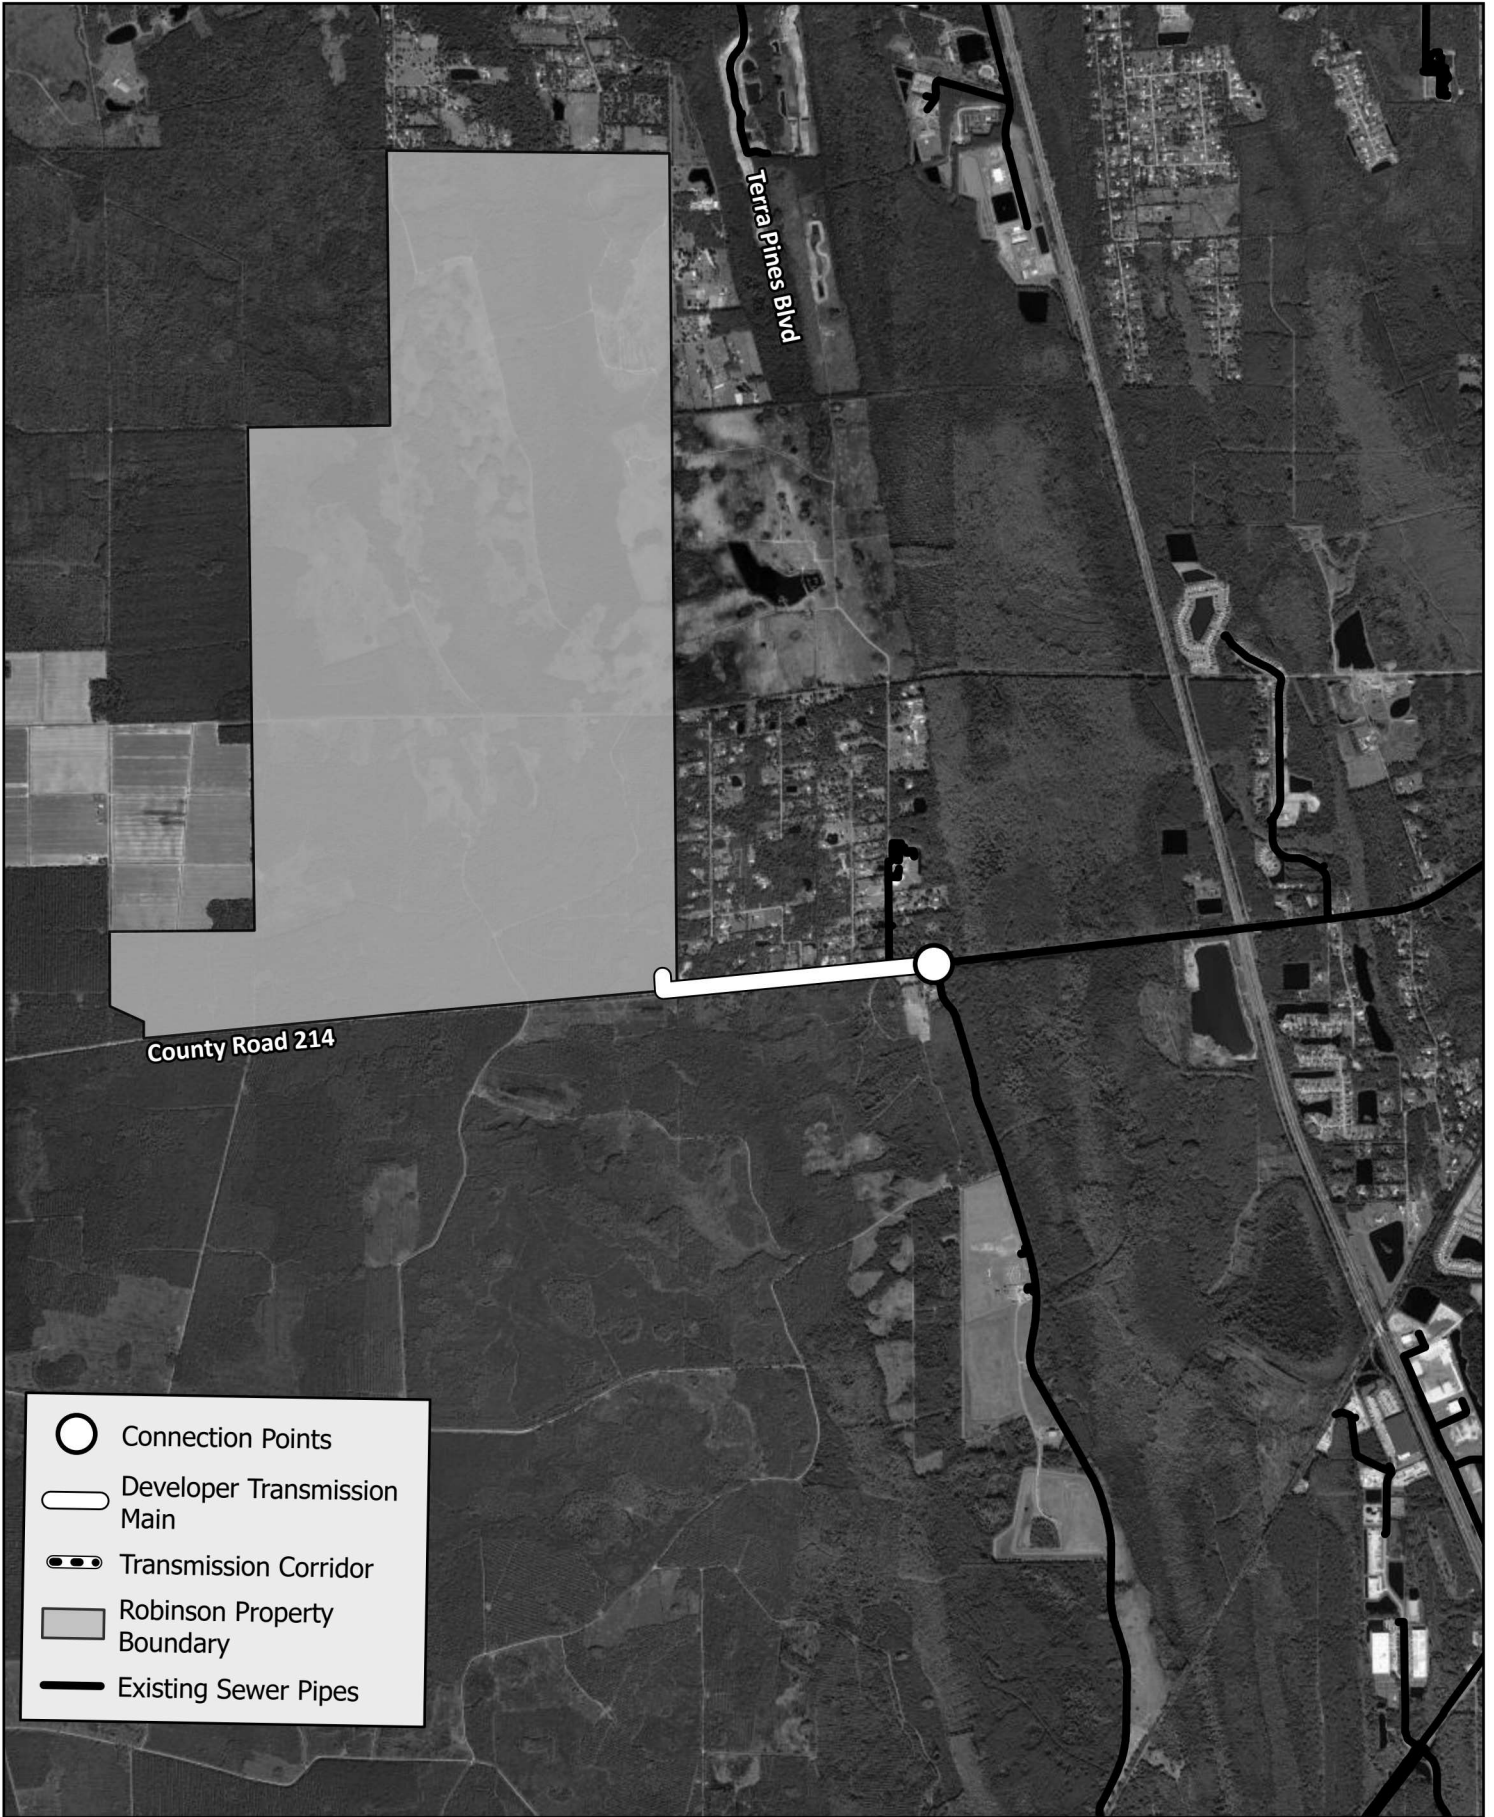 Terra Pines Blvd
County Road 214
Connection Points
Developer Transmission
Main
Transmission Corridor
Robinson Property
Boundary
Existing Sewer Pipes